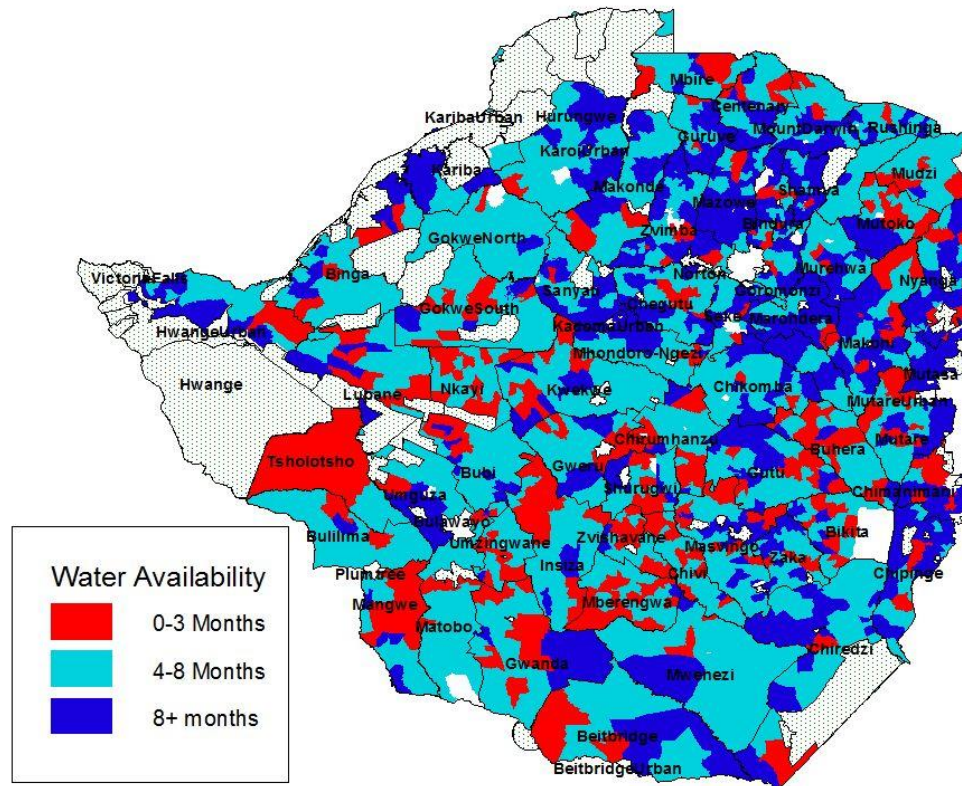 Mbire
Centenary
KaribaUrban
Hurungwe
Guruve
MountDarwin
Rushinga
KaroiUrban
Kariba
Makonde
Shamva
Mudzi
Mazowe
Bindura
Mutoko
Zvimba
GokweNorth
Murehwa
Norton
Nyanga
VictoriaFalls
Binga
Goromonzi
Sanyati
Chegutu
GokweSouth
Seke
Marondera
HwangeUrban
KadomaUrban
Makoni
Mhondoro-Ngezi
Mutasa
Hwange
Lupane
Nkayi
Kwekwe
Chikomba
MutareUrban
Chirumhanzu
Mutare
Buhera
Tsholotsho
Bubi
Gweru
Gutu
Shurugwi
Umguza
Chimanimani
Bulawayo
Bulilima
Umzingwane
Zvishavane
Masvingo
Bikita
Zaka
Insiza
Plumtree
Chivi
Chipinge
Mangwe
Mberengwa
Matobo
Gwanda
Mwenezi
Chiredzi
Beitbridge
BeitbridgeUrban
Water Availability
0-3 Months
4-8 Months
8+ months